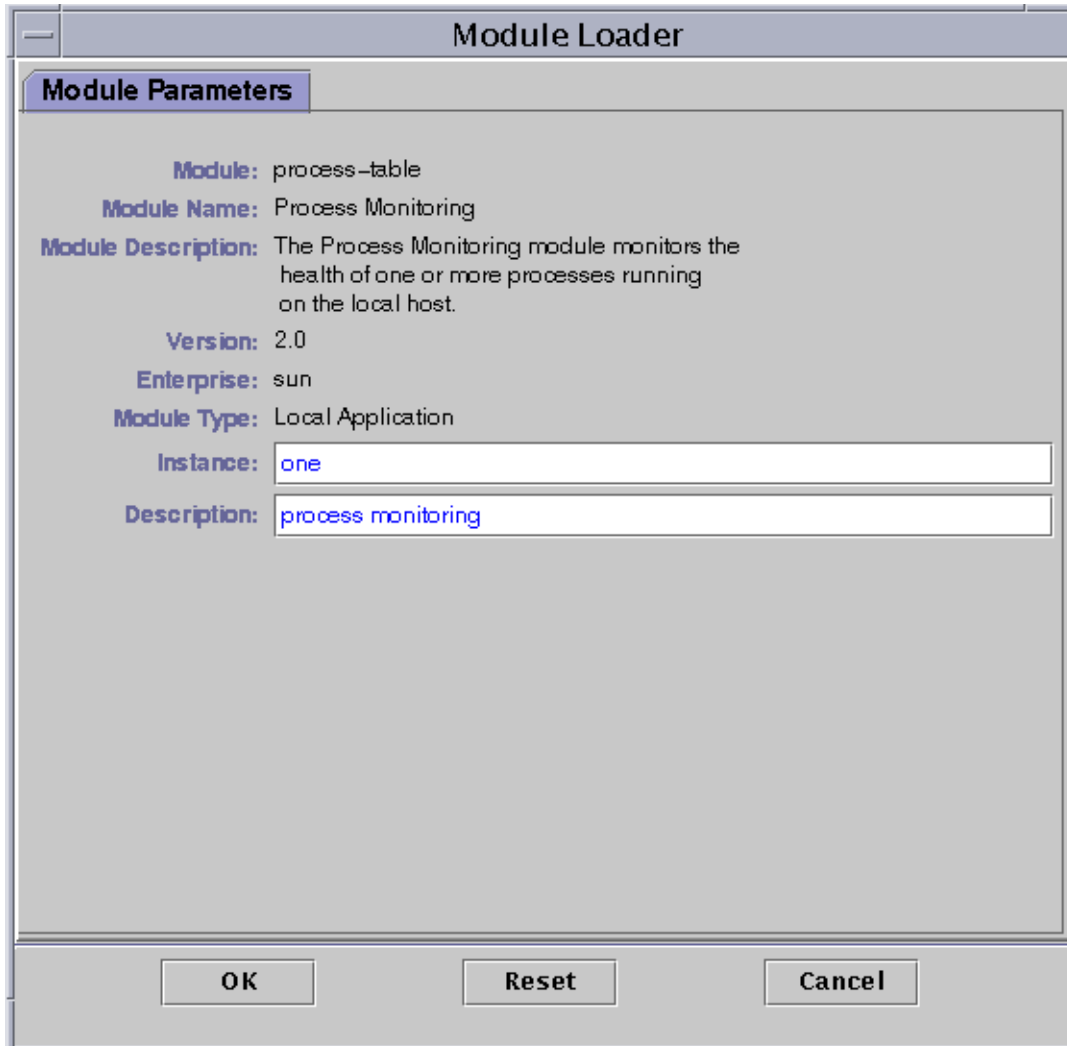 Module Loader
Module Parameters
Module: process-table
Module Name: Process Monitoring
Module Description: The Process Monitoring module monitors the
health of one or more processes running
on the local host.
Version: 2.0
Enterprise: sun
Module Type: Local Application
Instance: one
Description: process monitoring
OK Reset Cancel